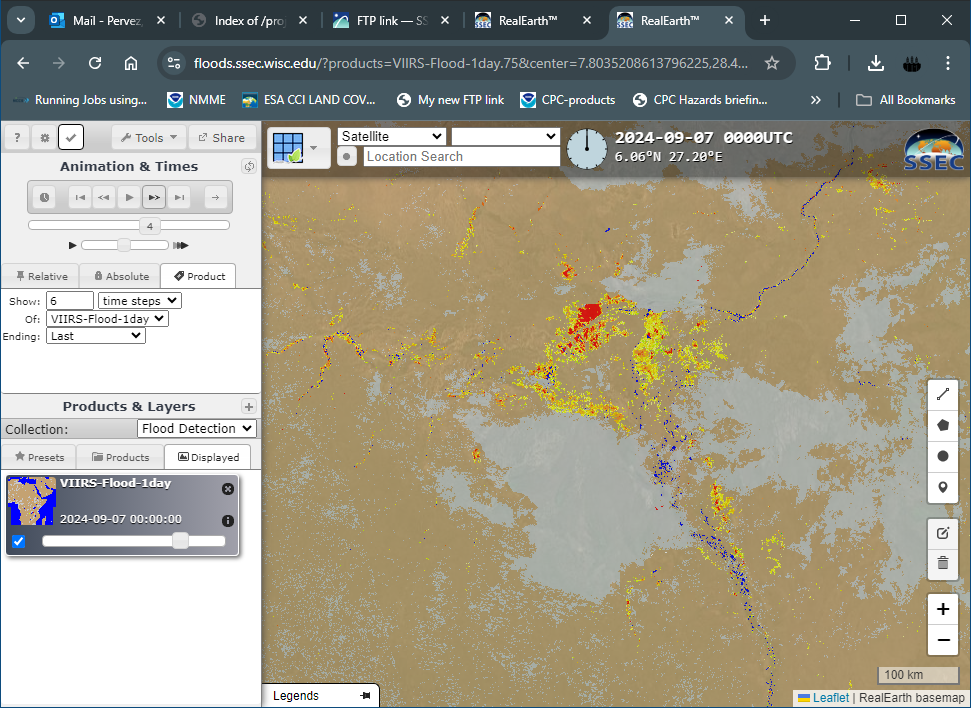 Mail - Pervez,
Index of /pro
FTP link — SS
RealEarth™
RealEarth™
floods.ssec.wisc.edu/?products=VIIRS-Flood-1day.75&center=7.8035208613796225,28.4...
Running Jobs using...
NMME
ESA CCI LAND COV...
My new FTP link
CPC-products
CPC Hazards briefin...
All Bookmarks
? Tools Share
Satellite
Location Search
2024-09-07 0000UTC
6.06°N 27.20°E
SSEC
Animation & Times
4
Relative Absolute Product
Show: 6 time steps
Of: VIIRS-Flood-1day
Ending: Last
Products & Layers
Collection: Flood Detection
Presets Products Displayed
VIIRS-Flood-1day
2024-09-07 00:00:00
Legends
100 km
Leaflet | RealEarth basemap